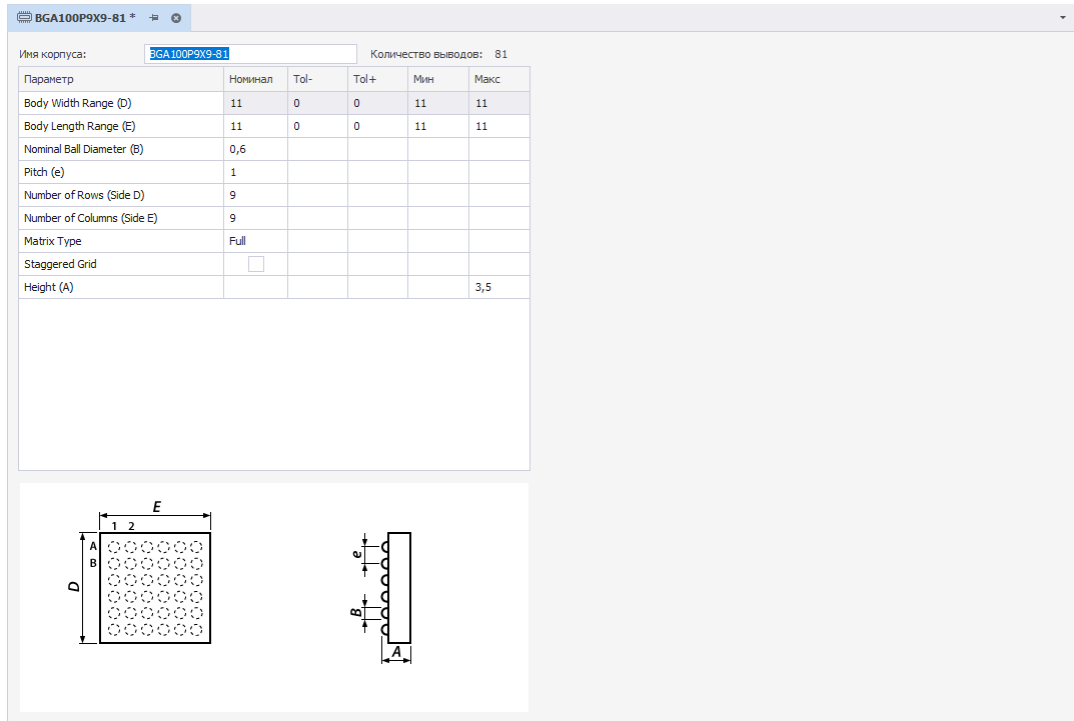 BGA100P9X9-81 *
Имя корпуса: BGA100P9X9-81 Количество выводов: 81
Параметр Номинал Tol- Tol+ Мин Макс
Body Width Range (D) 11 0 0 11 11
Body Length Range (E) 11 0 0 11 11
Nominal Ball Diameter (B) 0,6
Pitch (e) 1
Number of Rows (Side D) 9
Number of Columns (Side E) 9
Matrix Type Full
Staggered Grid
Height (A) 3,5
E
1 2
A
B
D
e
B
A